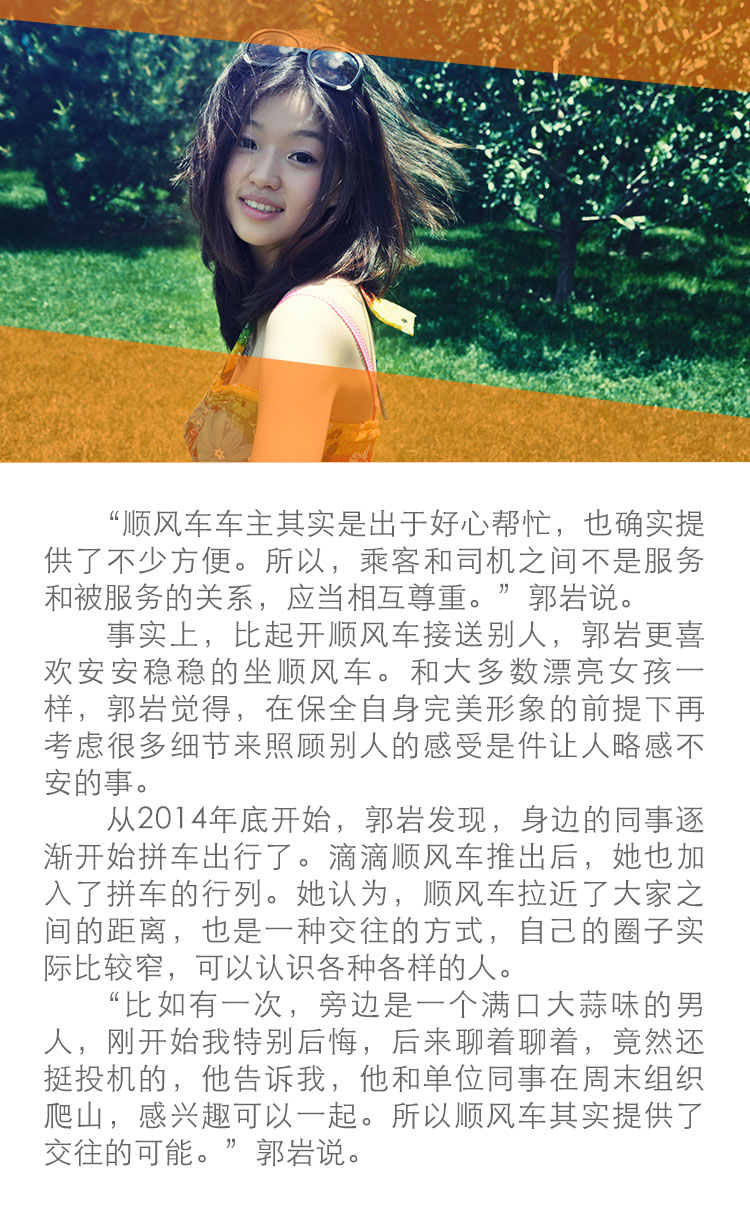 “顺风车车主其实是出于好心帮忙，也确实提
供了不少方便。所以，乘客和司机之间不是服务
和被服务的关系，应当相互尊重。”郭岩说。
事实上，比起开顺风车接送别人，郭岩更喜
欢安安稳稳的坐顺风车。和大多数漂亮女孩一
样，郭岩觉得，在保全自身完美形象的前提下再
考虑很多细节来照顾别人的感受是件让人略感不
安的事。
从2014年底开始，郭岩发现，身边的同事逐
渐开始拼车出行了。滴滴顺风车推出后，她也加
入了拼车的行列。她认为，顺风车拉近了大家之
间的距离，也是一种交往的方式，自己的圈子实
际比较窄，可以认识各种各样的人。
“比如有一次，旁边是一个满口大蒜味的男
人，刚开始我特别后悔，后来聊着聊着，竟然还
挺投机的，他告诉我，他和单位同事在周末组织
爬山，感兴趣可以一起。所以顺风车其实提供了
交往的可能。”郭岩说。